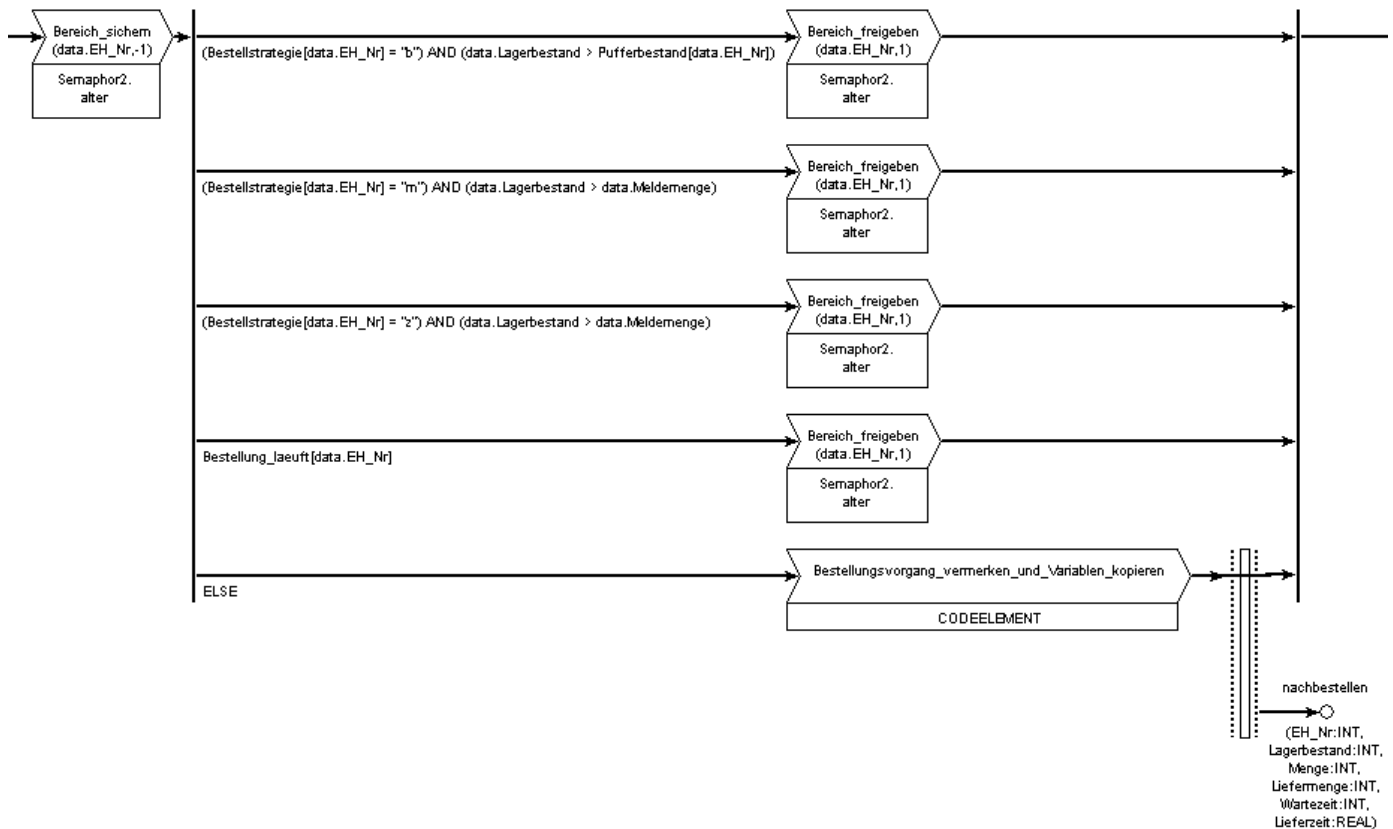 Bereich_sichern
(data.EH_Nr,-1)
Semaphor2.
alter
(Bestellstrategie[data.EH_Nr] = "b") AND (data.Lagerbestand > Pufferbestand[data.EH_Nr])
Bereich_freigeben
(data.EH_Nr,1)
Semaphor2.
alter
(Bestellstrategie[data.EH_Nr] = "m") AND (data.Lagerbestand > data.Meldemenge)
Bereich_freigeben
(data.EH_Nr,1)
Semaphor2.
alter
(Bestellstrategie[data.EH_Nr] = "z") AND (data.Lagerbestand > data.Meldemenge)
Bereich_freigeben
(data.EH_Nr,1)
Semaphor2.
alter
Bestellung_laeuft[data.EH_Nr]
Bereich_freigeben
(data.EH_Nr,1)
Semaphor2.
alter
ELSE
Bestellungsvorgang_vermerken_und_Variablen_kopieren
CODEELEMENT
nachbestellen
(EH_Nr:INT,
Lagerbestand:INT,
Menge:INT,
Liefermenge:INT,
Wartezeit:INT,
Lieferzeit:REAL)